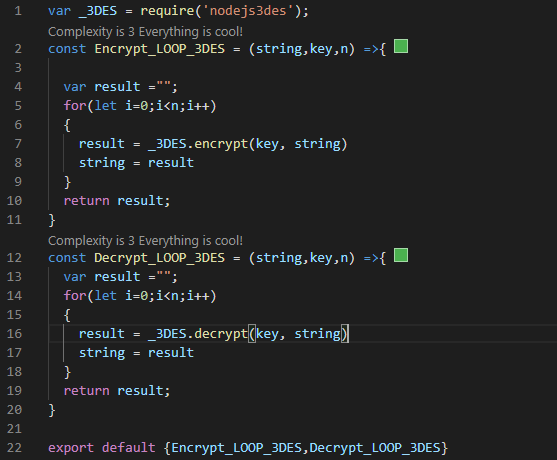 1 var _3DES = require('nodejs3des');
Complexity is 3 Everything is cool!
2 const Encrypt_LOOP_3DES = (string,key,n) =>{
3
4 var result ="";
5 for(let i=0;i<n;i++)
6 {
7 result = _3DES.encrypt(key, string)
8 string = result
9 }
10 return result;
11 }
Complexity is 3 Everything is cool!
12 const Decrypt_LOOP_3DES = (string,key,n) =>{
13 var result ="";
14 for(let i=0;i<n;i++)
15 {
16 result = _3DES.decrypt(key, string)
17 string = result
18 }
19 return result;
20 }
21
22 export default {Encrypt_LOOP_3DES,Decrypt_LOOP_3DES}